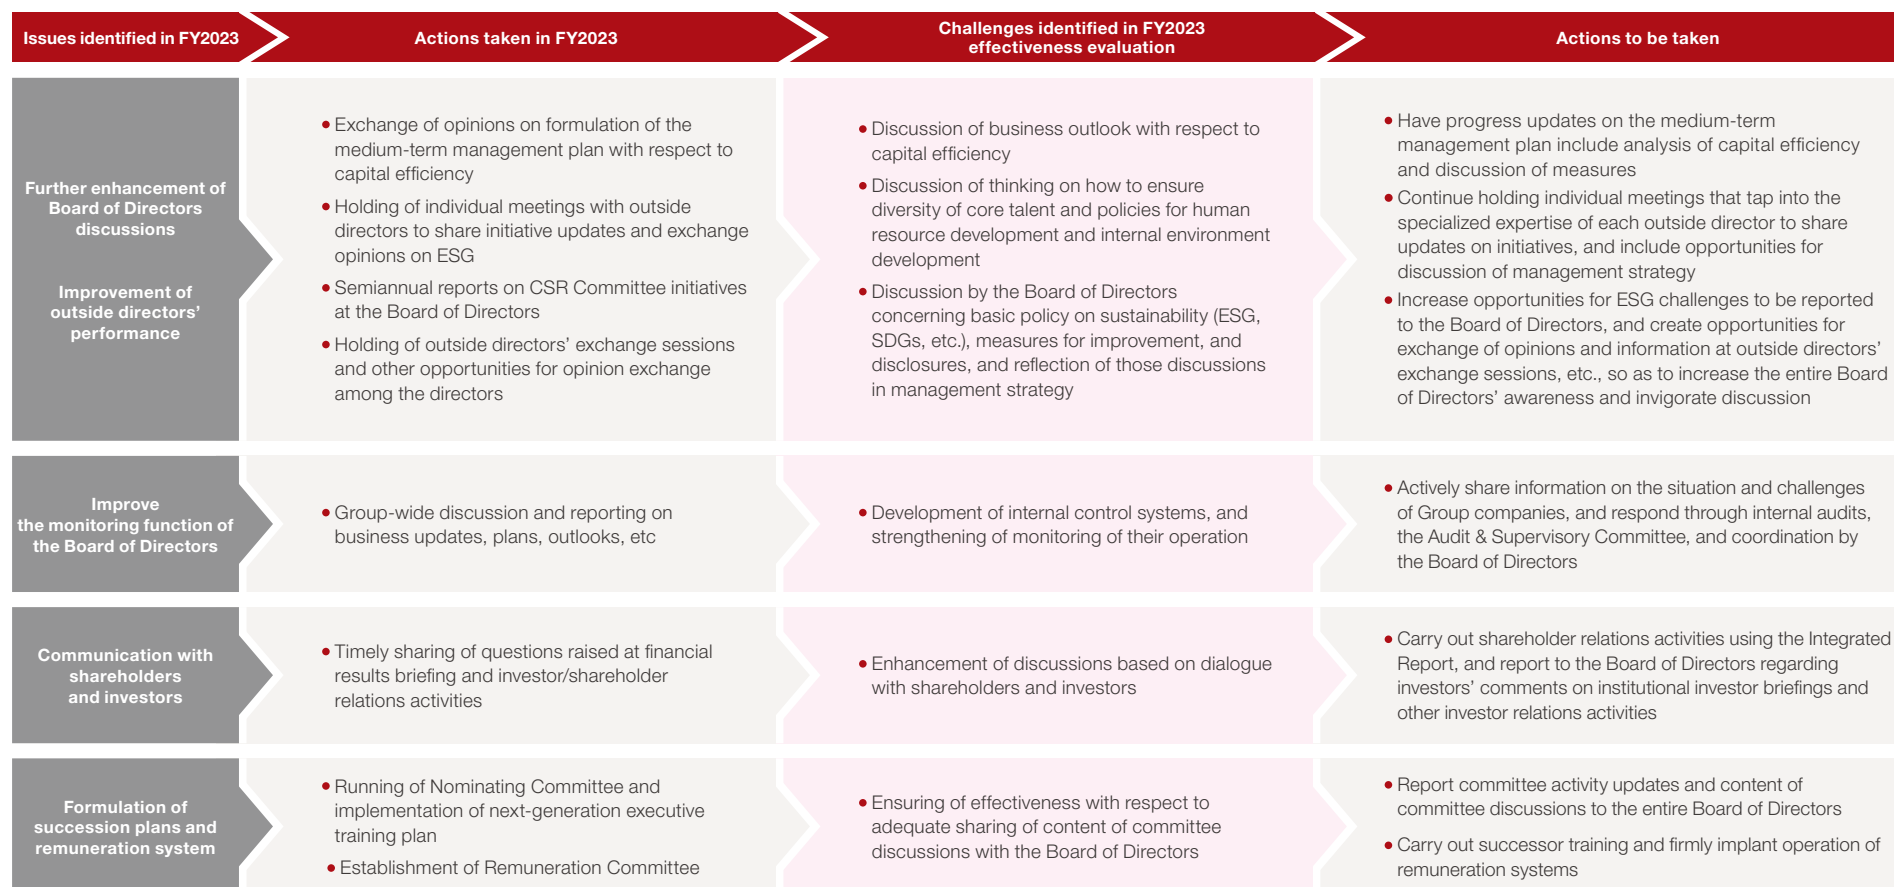 Issues identified in FY2023
Actions taken in FY2023
Challenges identified in FY2023
effectiveness evaluation
Actions to be taken
Further enhancement of
Board of Directors
discussions
Improvement of
outside directors'
performance
• Exchange of opinions on formulation of the
medium-term management plan with respect to
capital efficiency
• Holding of individual meetings with outside
directors to share initiative updates and exchange
opinions on ESG
• Semiannual reports on CSR Committee initiatives
at the Board of Directors
• Holding of outside directors' exchange sessions
and other opportunities for opinion exchange
among the directors
• Discussion of business outlook with respect to
capital efficiency
• Discussion of thinking on how to ensure
diversity of core talent and policies for human
resource development and internal environment
development
• Discussion by the Board of Directors
concerning basic policy on sustainability (ESG,
SDGs, etc.), measures for improvement, and
disclosures, and reflection of those discussions
in management strategy
• Have progress updates on the medium-term
management plan include analysis of capital efficiency
and discussion of measures
• Continue holding individual meetings that tap into the
specialized expertise of each outside director to share
updates on initiatives, and include opportunities for
discussion of management strategy
• Increase opportunities for ESG challenges to be reported
to the Board of Directors, and create opportunities for
exchange of opinions and information at outside directors'
exchange sessions, etc., so as to increase the entire Board
of Directors' awareness and invigorate discussion
Improve
the monitoring function of
the Board of Directors
• Group-wide discussion and reporting on
business updates, plans, outlooks, etc
• Development of internal control systems, and
strengthening of monitoring of their operation
• Actively share information on the situation and challenges
of Group companies, and respond through internal audits,
the Audit & Supervisory Committee, and coordination by
the Board of Directors
Communication with
shareholders
and investors
• Timely sharing of questions raised at financial
results briefing and investor/shareholder
relations activities
• Enhancement of discussions based on dialogue
with shareholders and investors
• Carry out shareholder relations activities using the Integrated
Report, and report to the Board of Directors regarding
investors' comments on institutional investor briefings and
other investor relations activities
Formulation of
succession plans and
remuneration system
• Running of Nominating Committee and
implementation of next-generation executive
training plan
• Establishment of Remuneration Committee
• Ensuring of effectiveness with respect to
adequate sharing of content of committee
discussions with the Board of Directors
• Report committee activity updates and content of
committee discussions to the entire Board of Directors
• Carry out successor training and firmly implant operation of
remuneration systems